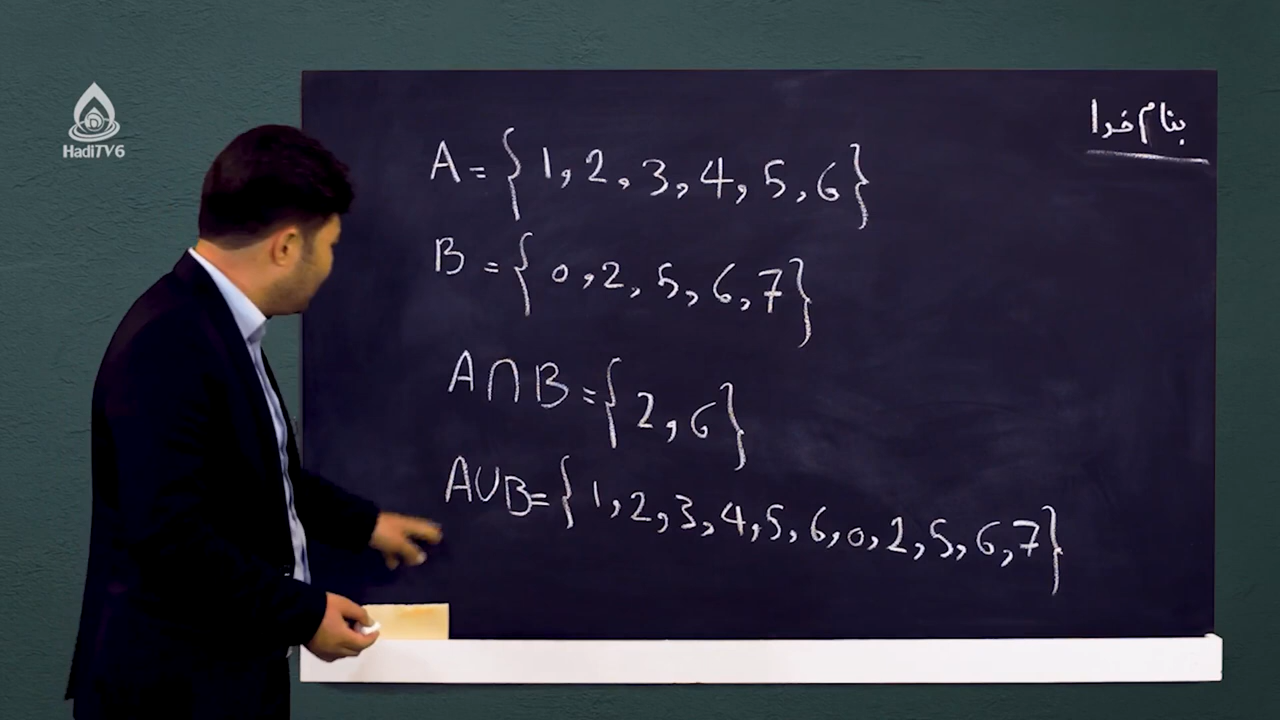 HadiTV6
بنام خدا
A = {1, 2, 3, 4, 5, 6}
B = {0, 2, 5, 6, 7}
A∩B = {2, 6}
A∪B = {1, 2, 3, 4, 5, 6, 0, 2, 5, 6, 7}